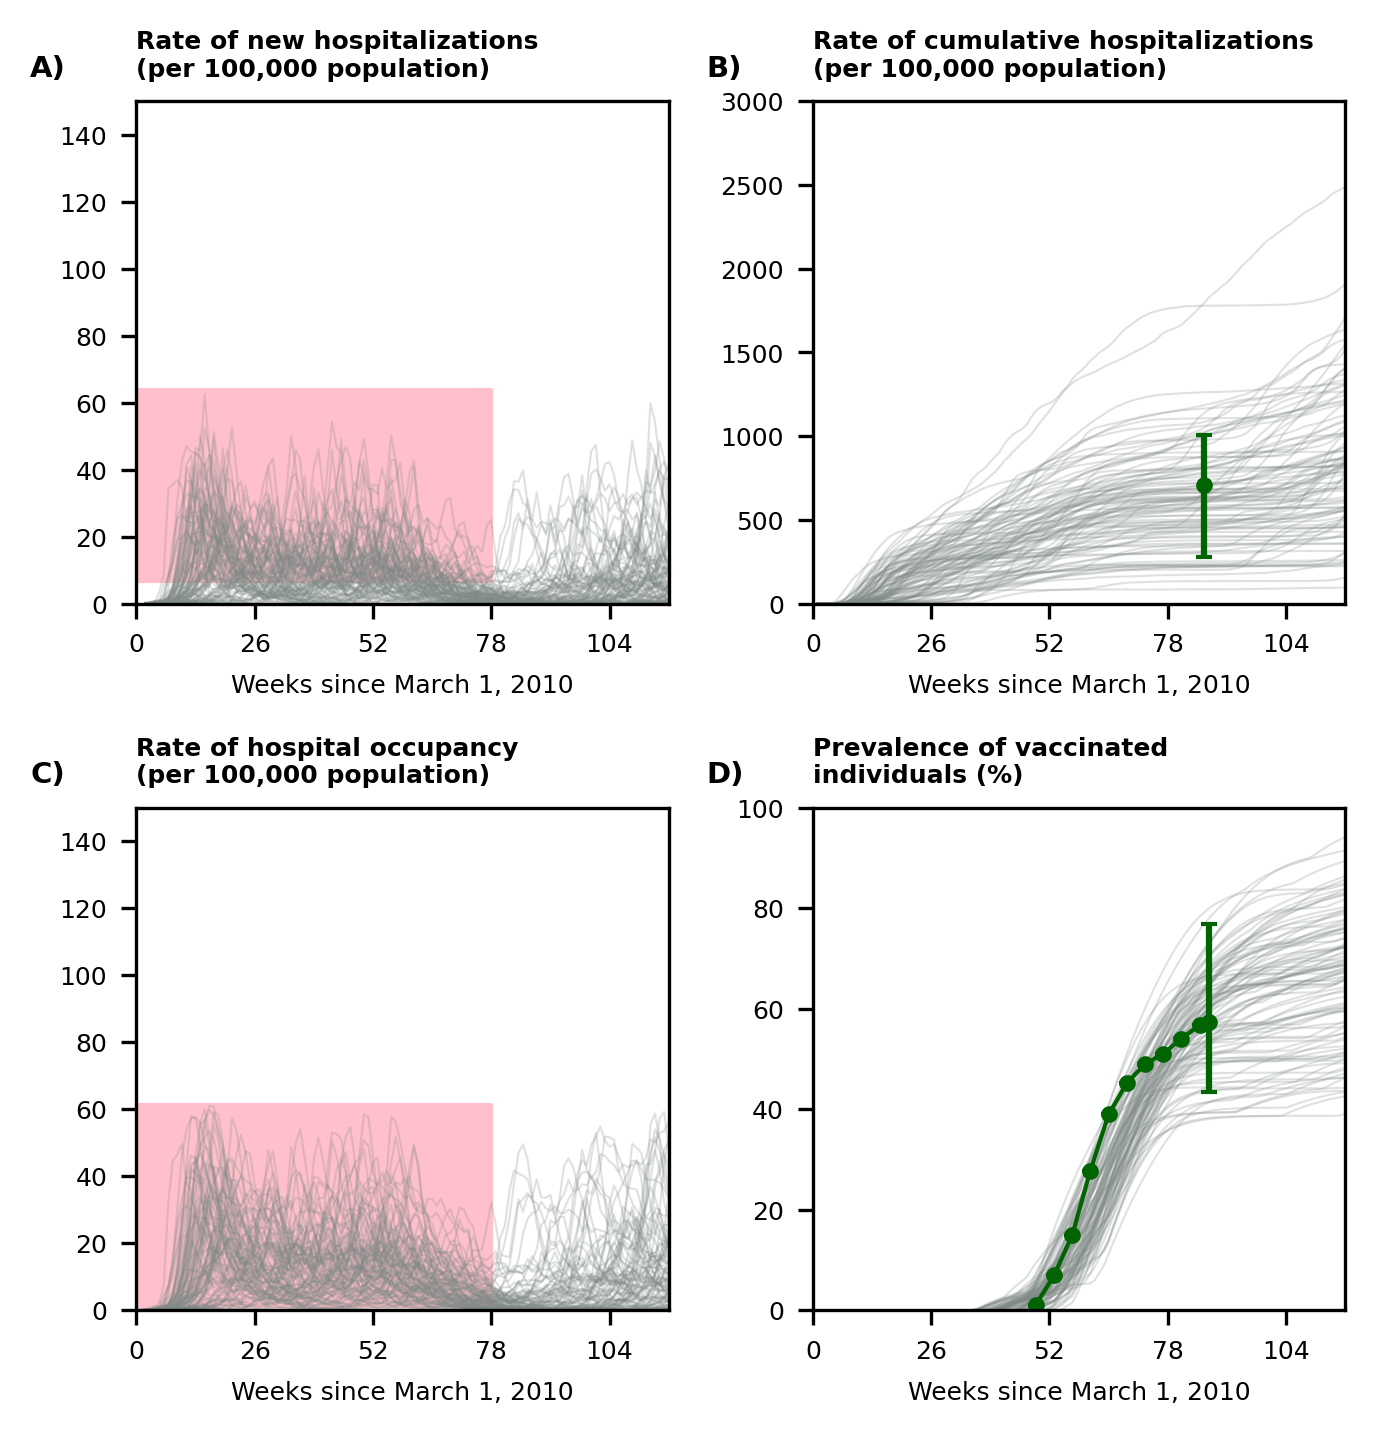 A)
Rate of new hospitalizations
(per 100,000 population)
140
120
100
80
60
40
20
0
0 26 52 78 104
Weeks since March 1, 2010
B)
Rate of cumulative hospitalizations
(per 100,000 population)
3000
2500
2000
1500
1000
500
0
0 26 52 78 104
Weeks since March 1, 2010
C)
Rate of hospital occupancy
(per 100,000 population)
140
120
100
80
60
40
20
0
0 26 52 78 104
Weeks since March 1, 2010
D)
Prevalence of vaccinated
individuals (%)
100
80
60
40
20
0
0 26 52 78 104
Weeks since March 1, 2010